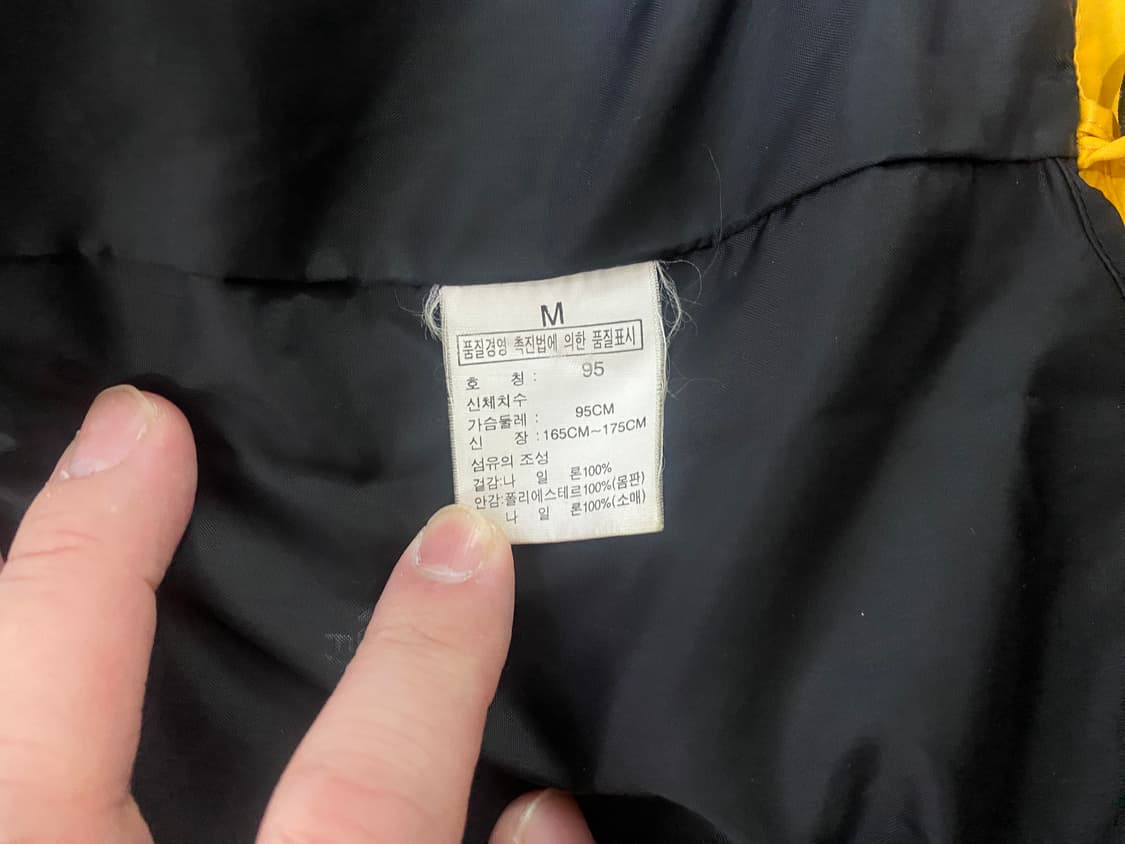 M
품질경영 촉진법에 의한 품질표시
호 칭 : 95
신체치수
가슴둘레 : 95CM
신 장 : 165CM~175CM
섬유의 조성
겉감:나 일 론100%
안감:폴리에스테르100%(몸판)
나 일 론100%(소매)